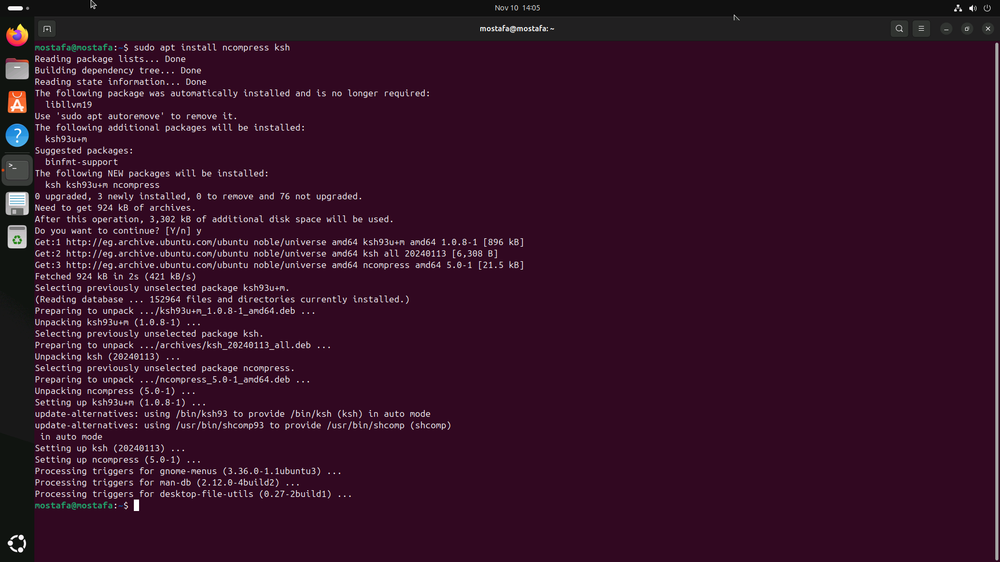 Nov 10 14:05
mostafa@mostafa: ~
mostafa@mostafa:~$ sudo apt install ncompress ksh
Reading package lists... Done
Building dependency tree... Done
Reading state information... Done
The following package was automatically installed and is no longer required:
  libllvm19
Use 'sudo apt autoremove' to remove it.
The following additional packages will be installed:
  ksh93u+m
Suggested packages:
  binfmt-support
The following NEW packages will be installed:
  ksh ksh93u+m ncompress
0 upgraded, 3 newly installed, 0 to remove and 76 not upgraded.
Need to get 924 kB of archives.
After this operation, 3,302 kB of additional disk space will be used.
Do you want to continue? [Y/n] y
Get:1 http://eg.archive.ubuntu.com/ubuntu noble/universe amd64 ksh93u+m amd64 1.0.8-1 [896 kB]
Get:2 http://eg.archive.ubuntu.com/ubuntu noble/universe amd64 ksh all 20240113 [6,308 B]
Get:3 http://eg.archive.ubuntu.com/ubuntu noble/universe amd64 ncompress amd64 5.0-1 [21.5 kB]
Fetched 924 kB in 2s (421 kB/s)
Selecting previously unselected package ksh93u+m.
(Reading database ... 152964 files and directories currently installed.)
Preparing to unpack .../ksh93u+m_1.0.8-1_amd64.deb ...
Unpacking ksh93u+m (1.0.8-1) ...
Selecting previously unselected package ksh.
Preparing to unpack .../archives/ksh_20240113_all.deb ...
Unpacking ksh (20240113) ...
Selecting previously unselected package ncompress.
Preparing to unpack .../ncompress_5.0-1_amd64.deb ...
Unpacking ncompress (5.0-1) ...
Setting up ksh93u+m (1.0.8-1) ...
update-alternatives: using /bin/ksh93 to provide /bin/ksh (ksh) in auto mode
update-alternatives: using /usr/bin/shcomp93 to provide /usr/bin/shcomp (shcomp)
 in auto mode
Setting up ksh (20240113) ...
Setting up ncompress (5.0-1) ...
Processing triggers for gnome-menus (3.36.0-1.1ubuntu3) ...
Processing triggers for man-db (2.12.0-4build2) ...
Processing triggers for desktop-file-utils (0.27-2build1) ...
mostafa@mostafa:~$